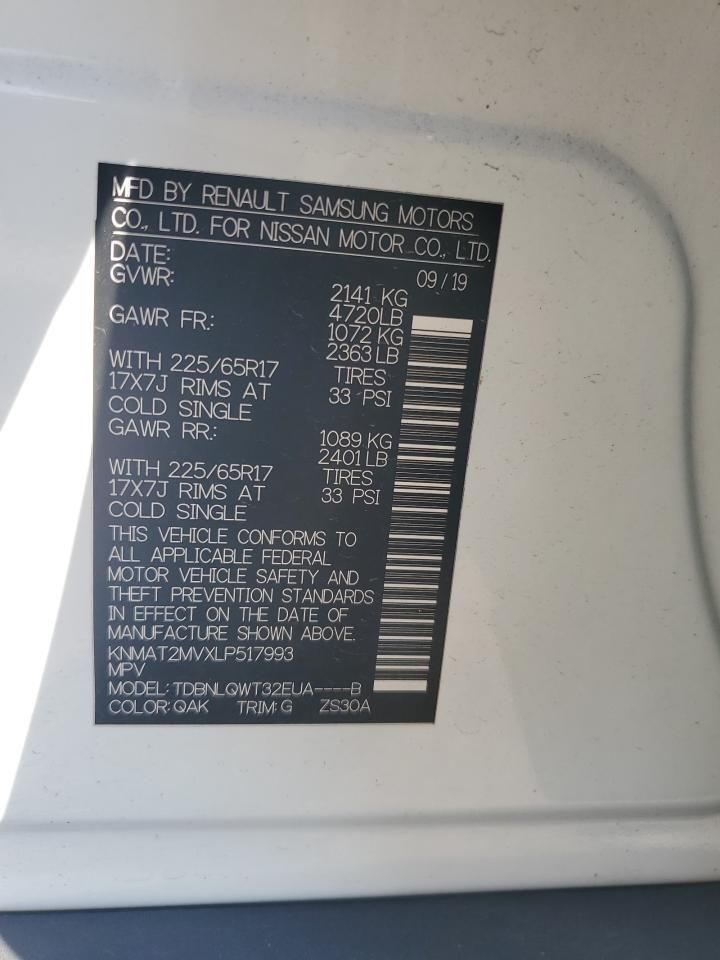 MFD BY RENAULT SAMSUNG MOTORS
CO., LTD. FOR NISSAN MOTOR CO., LTD.
DATE: 09/19
GVWR: 2141 KG
4720LB
GAWR FR.: 1072 KG
2363LB
WITH 225/65R17 TIRES
17X7J RIMS AT 33 PSI
COLD SINGLE
GAWR RR.: 1089 KG
2401LB
WITH 225/65R17 TIRES
17X7J RIMS AT 33 PSI
COLD SINGLE
THIS VEHICLE CONFORMS TO
ALL APPLICABLE FEDERAL
MOTOR VEHICLE SAFETY AND
THEFT PREVENTION STANDARDS
IN EFFECT ON THE DATE OF
MANUFACTURE SHOWN ABOVE.
KNMAT2MVXLP517993
MPV
MODEL: TDBNLQWT32EUA----B
COLOR: QAK TRIM: G ZS30A